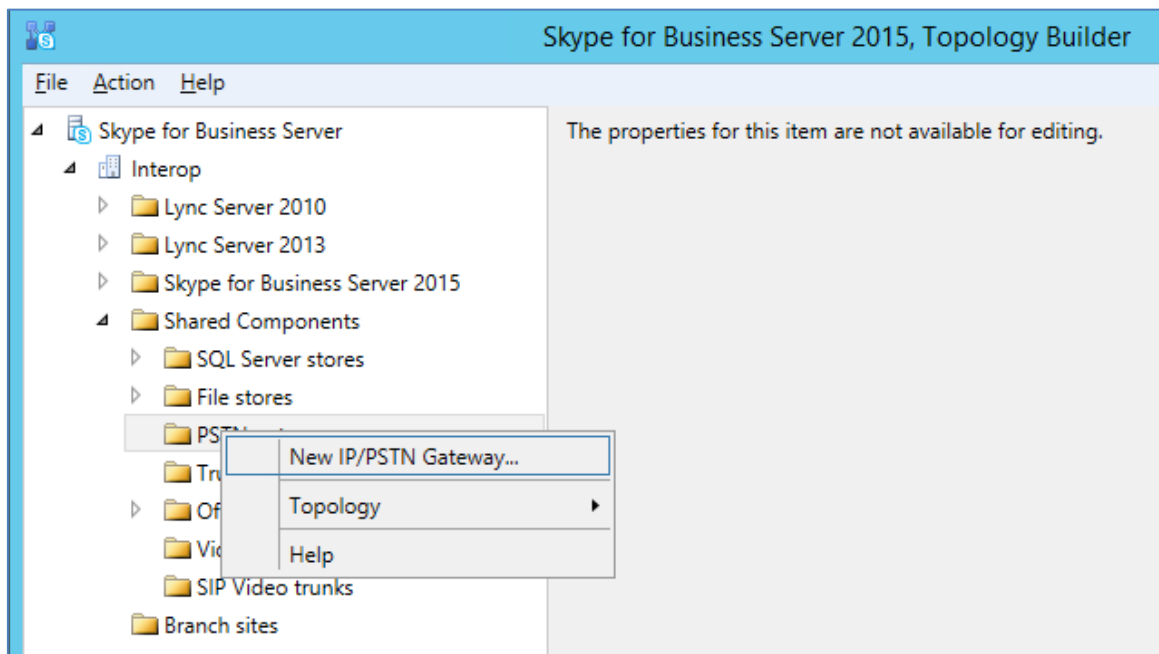 Skype for Business Server 2015, Topology Builder
File Action Help
Skype for Business Server
The properties for this item are not available for editing.
Interop
Lync Server 2010
Lync Server 2013
Skype for Business Server 2015
Shared Components
SQL Server stores
File stores
New IP/PSTN Gateway...
Topology
Help
SIP Video trunks
Branch sites